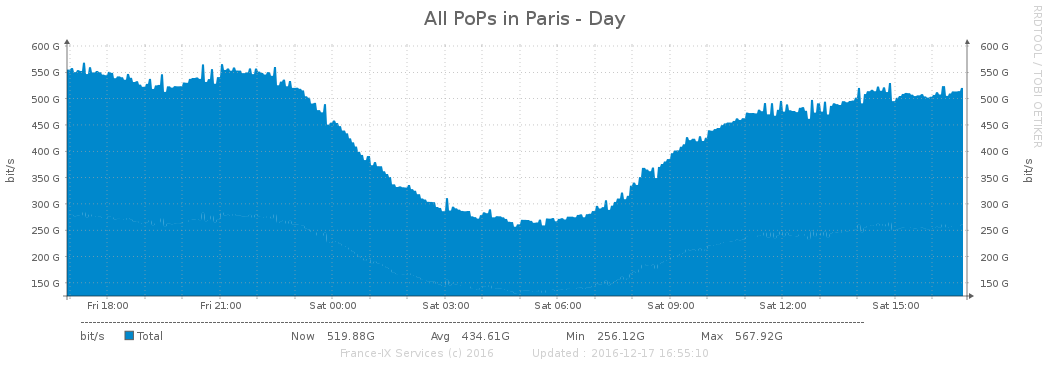 All PoPs in Paris - Day
RRDTOOL / TOBI OETIKER
bit/s
600 G 600 G
550 G 550 G
500 G 500 G
450 G 450 G
400 G 400 G
350 G 350 G
300 G 300 G
250 G 250 G
200 G 200 G
150 G 150 G
bit/s
Fri 18:00 Fri 21:00 Sat 00:00 Sat 03:00 Sat 06:00 Sat 09:00 Sat 12:00 Sat 15:00
bit/s Total Now 519.88G Avg 434.61G Min 256.12G Max 567.92G
France-IX Services (c) 2016 Updated : 2016-12-17 16:55:10